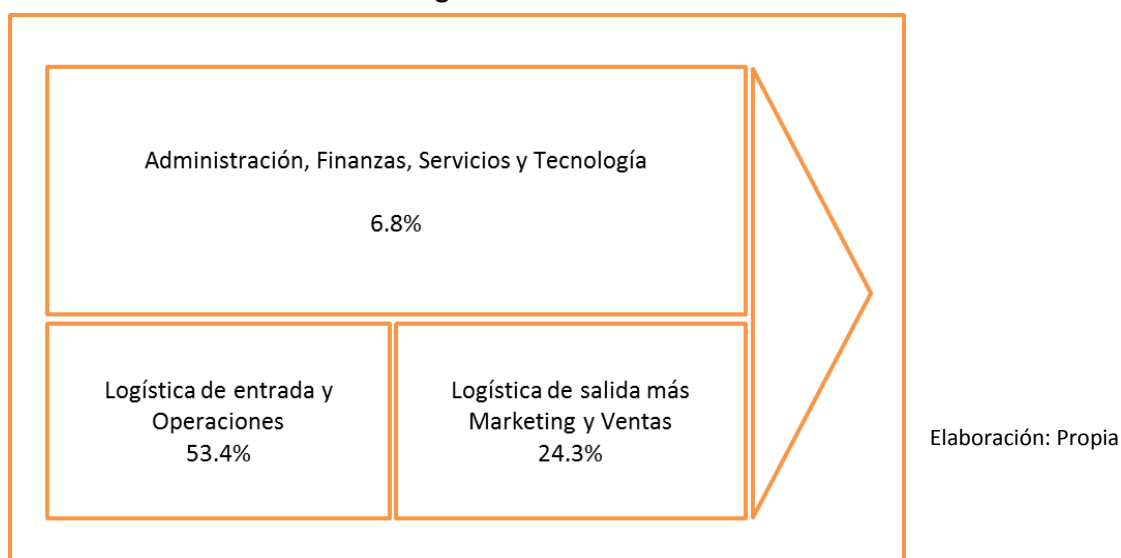 Administración, Finanzas, Servicios y Tecnología
6.8%
Logística de entrada y
Operaciones
53.4%
Logística de salida más
Marketing y Ventas
24.3%
Elaboración: Propia